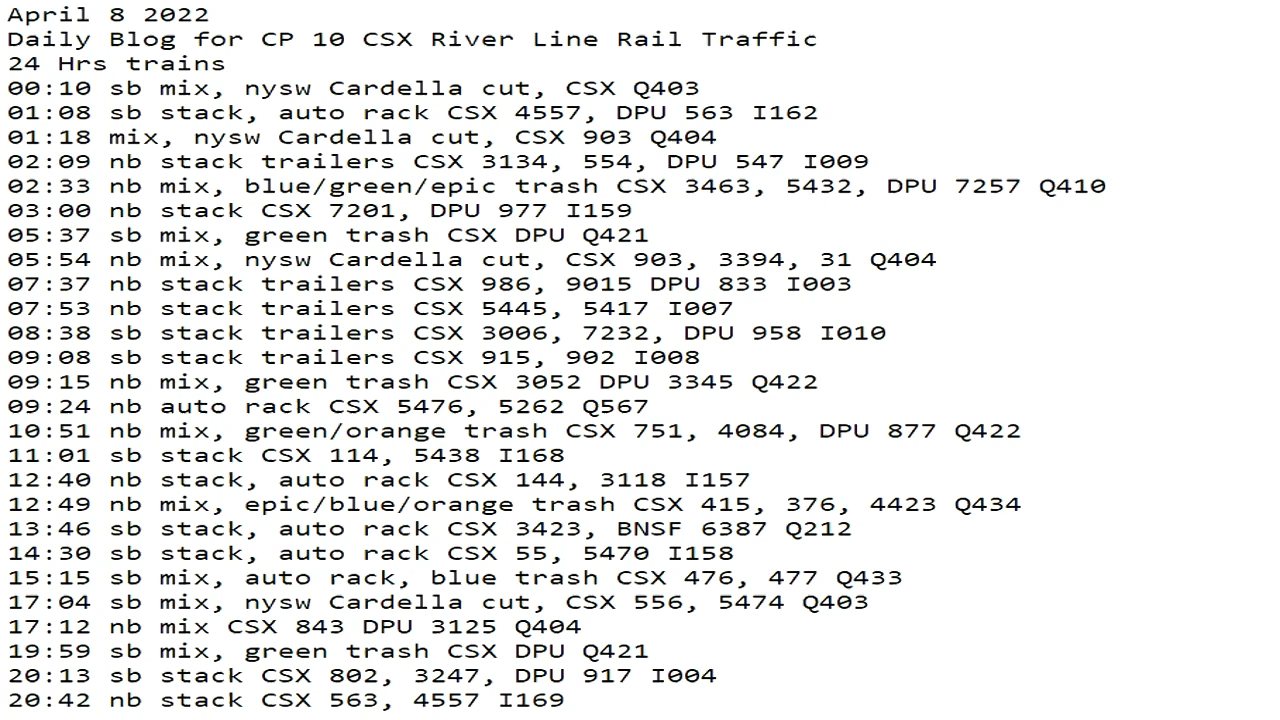 April 8 2022
Daily Blog for CP 10 CSX River Line Rail Traffic
24 Hrs trains
00:10 sb mix, nysw Cardella cut, CSX Q403
01:08 sb stack, auto rack CSX 4557, DPU 563 I162
01:18 mix, nysw Cardella cut, CSX 903 Q404
02:09 nb stack trailers CSX 3134, 554, DPU 547 I009
02:33 nb mix, blue/green/epic trash CSX 3463, 5432, DPU 7257 Q410
03:00 nb stack CSX 7201, DPU 977 I159
05:37 sb mix, green trash CSX DPU Q421
05:54 nb mix, nysw Cardella cut, CSX 903, 3394, 31 Q404
07:37 nb stack trailers CSX 986, 9015 DPU 833 I003
07:53 nb stack trailers CSX 5445, 5417 I007
08:38 sb stack trailers CSX 3006, 7232, DPU 958 I010
09:08 sb stack trailers CSX 915, 902 I008
09:15 nb mix, green trash CSX 3052 DPU 3345 Q422
09:24 nb auto rack CSX 5476, 5262 Q567
10:51 nb mix, green/orange trash CSX 751, 4084, DPU 877 Q422
11:01 sb stack CSX 114, 5438 I168
12:40 nb stack, auto rack CSX 144, 3118 I157
12:49 nb mix, epic/blue/orange trash CSX 415, 376, 4423 Q434
13:46 sb stack, auto rack CSX 3423, BNSF 6387 Q212
14:30 sb stack, auto rack CSX 55, 5470 I158
15:15 sb mix, auto rack, blue trash CSX 476, 477 Q433
17:04 sb mix, nysw Cardella cut, CSX 556, 5474 Q403
17:12 nb mix CSX 843 DPU 3125 Q404
19:59 sb mix, green trash CSX DPU Q421
20:13 sb stack CSX 802, 3247, DPU 917 I004
20:42 nb stack CSX 563, 4557 I169